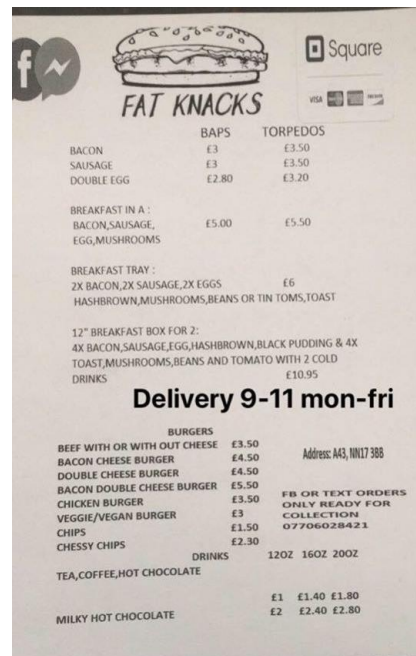 f
Square
VISA
FAT KNACKS
BAPS TORPEDOS
BACON £3 £3.50
SAUSAGE £3 £3.50
DOUBLE EGG £2.80 £3.20
BREAKFAST IN A :
BACON,SAUSAGE, £5.00 £5.50
EGG,MUSHROOMS
BREAKFAST TRAY :
2X BACON,2X SAUSAGE,2X EGGS £6
HASHBROWN,MUSHROOMS,BEANS OR TIN TOMS,TOAST
12" BREAKFAST BOX FOR 2:
4X BACON,SAUSAGE,EGG,HASHBROWN,BLACK PUDDING & 4X
TOAST,MUSHROOMS,BEANS AND TOMATO WITH 2 COLD
DRINKS £10.95
Delivery 9-11 mon-fri
BURGERS
BEEF WITH OR WITH OUT CHEESE £3.50
BACON CHEESE BURGER £4.50
DOUBLE CHEESE BURGER £4.50
BACON DOUBLE CHEESE BURGER £5.50
CHICKEN BURGER £3.50
VEGGIE/VEGAN BURGER £3
CHIPS £1.50
CHESSY CHIPS £2.30
Address: A43, NN17 3BB
FB OR TEXT ORDERS
ONLY READY FOR
COLLECTION
07706028421
DRINKS 12OZ 16OZ 20OZ
TEA,COFFEE,HOT CHOCOLATE
£1 £1.40 £1.80
MILKY HOT CHOCOLATE £2 £2.40 £2.80